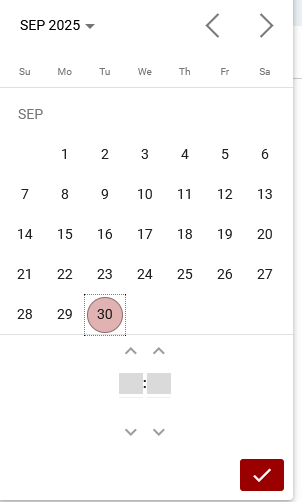 SEP 2025
Su Mo Tu We Th Fr Sa
SEP
1 2 3 4 5 6
7 8 9 10 11 12 13
14 15 16 17 18 19 20
21 22 23 24 25 26 27
28 29 30
: